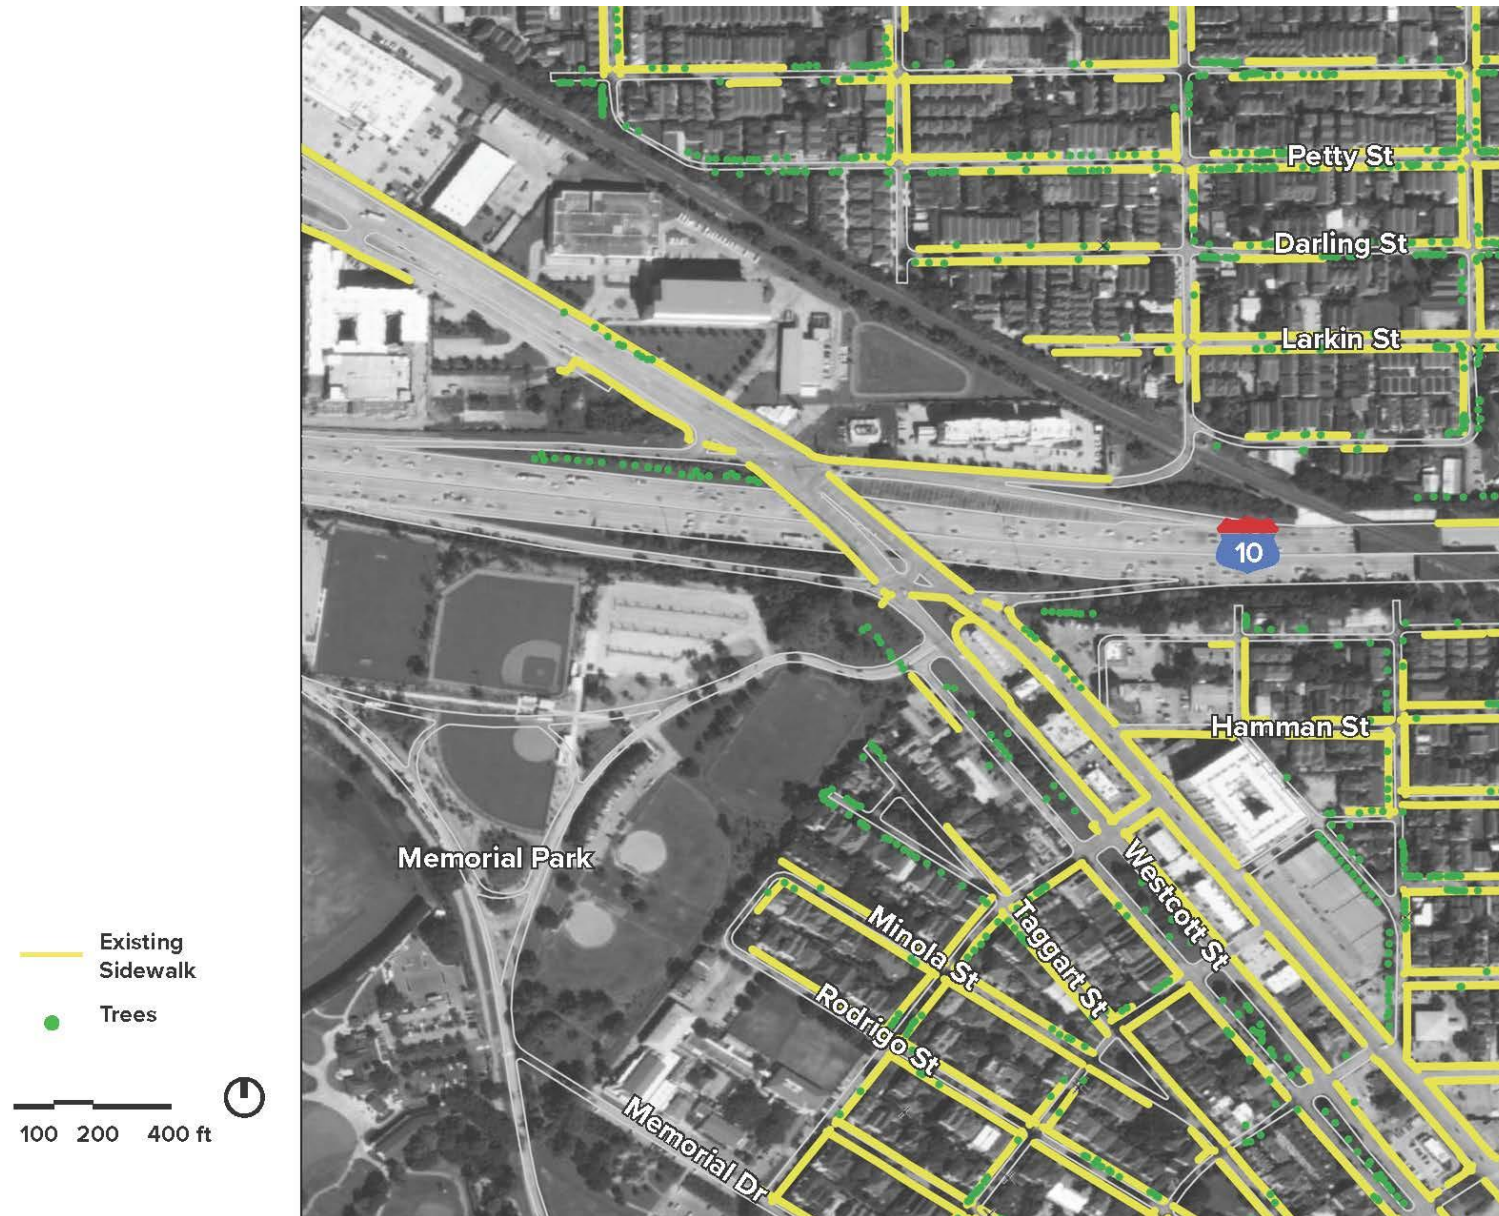 Petty St
Darling St
Larkin St
10
Hamman St
Memorial Park
Westcott St
Minola St
Taggart St
Rodrigo St
Memorial Dr
Existing
Sidewalk
Trees
100 200 400 ft